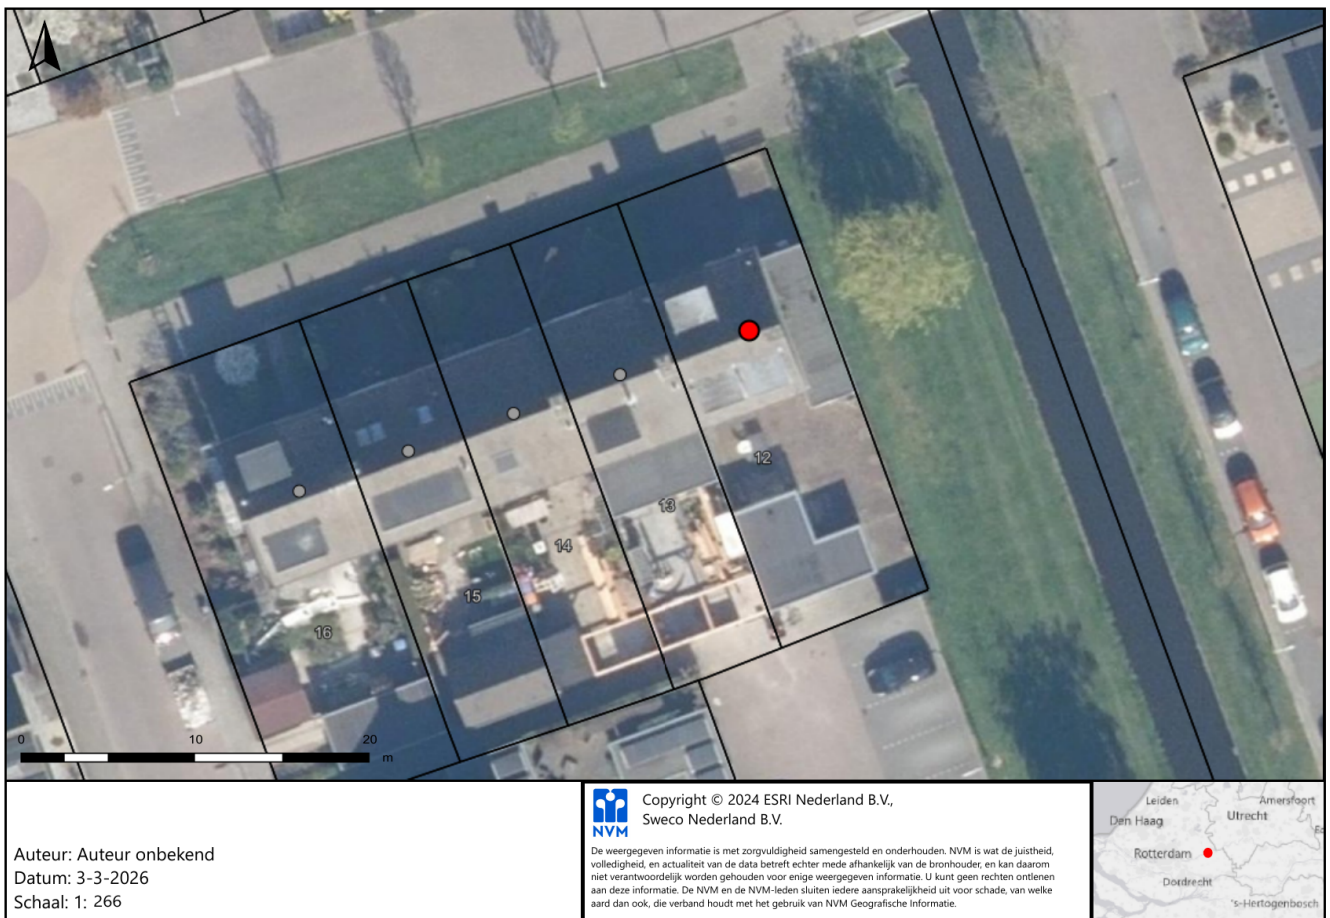 12
13
14
15
16
0 10 20
m
Auteur: Auteur onbekend
Datum: 3-3-2026
Schaal: 1: 266
NVM
Copyright © 2024 ESRI Nederland B.V.,
Sweco Nederland B.V.
De weergegeven informatie is met zorgvuldigheid samengesteld en onderhouden. NVM is wat de juistheid,
volledigheid, en actualiteit van de data betreft echter mede afhankelijk van de bronhouder, en kan daarom
niet verantwoordelijk worden gehouden voor enige weergegeven informatie. U kunt geen rechten ontlenen
aan deze informatie. De NVM en de NVM-leden sluiten iedere aansprakelijkheid uit voor schade, van welke
aard dan ook, die verband houdt met het gebruik van NVM Geografische Informatie.
Leiden
Amersfoort
Den Haag
Utrecht
Rotterdam
Dordrecht
's-Hertogenbosch